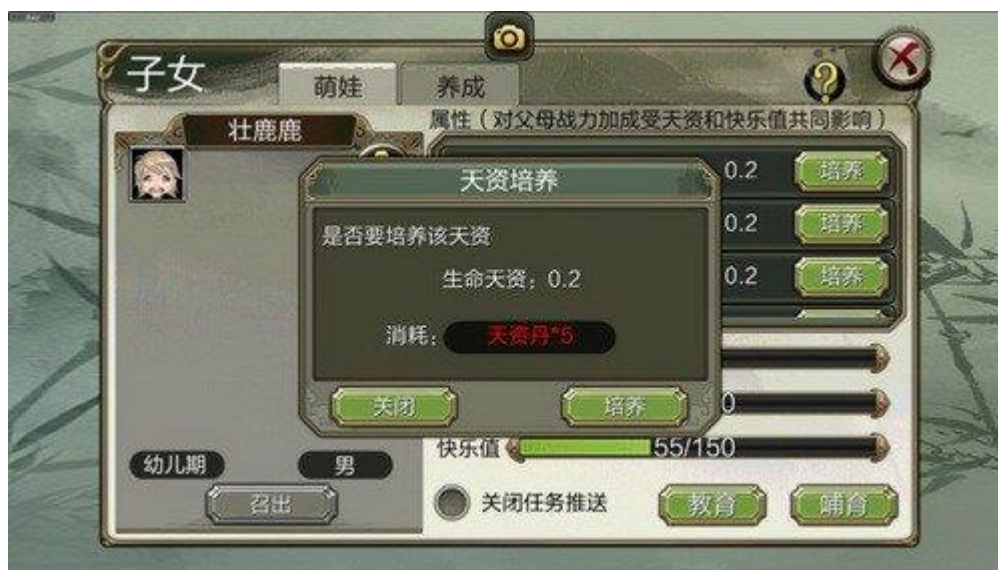 子女
萌娃
养成
壮鹿鹿
属性（对父母战力加成受天资和快乐值共同影响）
0.2
培养
0.2
培养
0.2
培养
天资培养
是否要培养该天资
生命天资：0.2
消耗：
天资丹*5
关闭
培养
0
快乐值
55/150
幼儿期
男
召出
关闭任务推送
教育
哺育